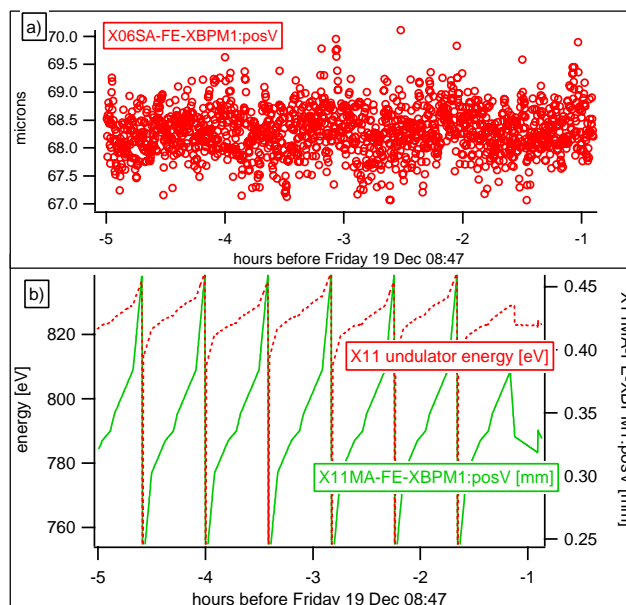 a)
X06SA-FE-XBPM1:posV
70.0
69.5
69.0
68.5
68.0
67.5
67.0
microns
-5
-4
-3
-2
-1
hours before Friday 19 Dec 08:47
b)
820
800
780
760
energy [eV]
0.45
0.40
0.35
0.30
0.25
X11 undulator energy [eV]
X11MA-FE-XBPM1:posV [mm]
-5
-4
-3
-2
-1
hours before Friday 19 Dec 08:47